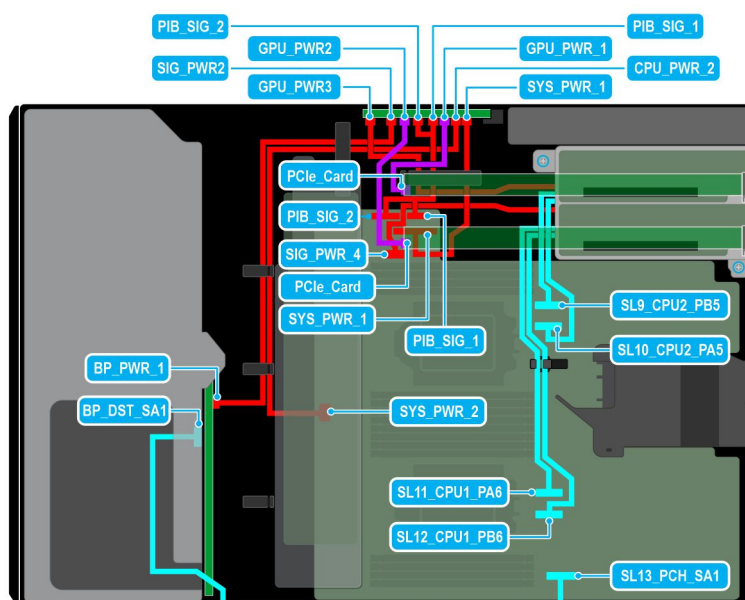 PIB_SIG_2
PIB_SIG_1
GPU_PWR2
GPU_PWR_1
SIG_PWR2
CPU_PWR_2
GPU_PWR3
SYS_PWR_1
PCIe_Card
PIB_SIG_2
SIG_PWR_4
PCIe_Card
SL9_CPU2_PB5
SYS_PWR_1
PIB_SIG_1
SL10_CPU2_PA5
BP_PWR_1
BP_DST_SA1
SYS_PWR_2
SL11_CPU1_PA6
SL12_CPU1_PB6
SL13_PCH_SA1